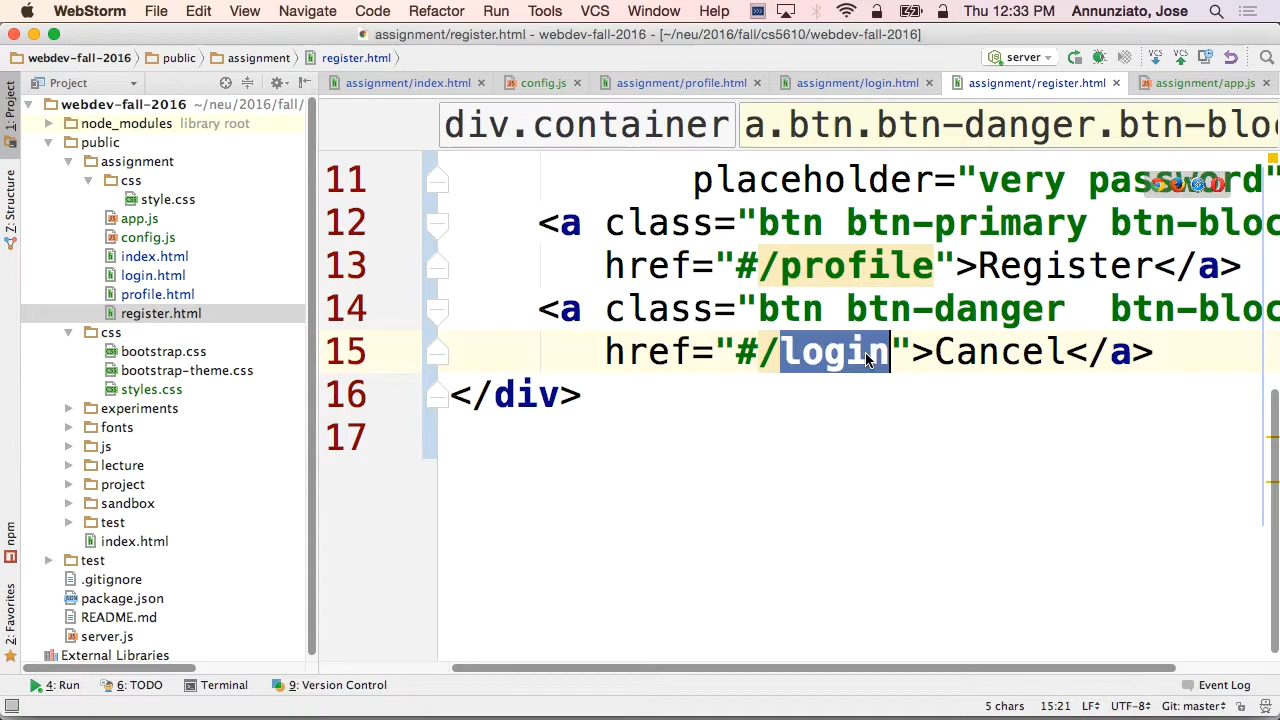 WebStorm File Edit View Navigate Code Refactor Run Tools VCS Window Help Thu 12:33 PM Annunziato, Jose
assignment/register.html - webdev-fall-2016 - [~/neu/2016/fall/cs5610/webdev-fall-2016]
webdev-fall-2016 public assignment register.html server VCS VCS
Project assignment/index.html config.js assignment/profile.html assignment/login.html assignment/register.html assignment/app.js
1: Project
Z: Structure
npm
2: Favorites
webdev-fall-2016 ~/neu/2016/fall/
node_modules library root
public
assignment
css
style.css
app.js
config.js
index.html
login.html
profile.html
register.html
css
bootstrap.css
bootstrap-theme.css
styles.css
experiments
fonts
js
lecture
project
sandbox
test
index.html
test
.gitignore
package.json
README.md
server.js
External Libraries
div.container a.btn.btn-danger.btn-bloc
11 placeholder="very password"
12 <a class="btn btn-primary btn-bloc
13 href="#/profile">Register</a>
14 <a class="btn btn-danger btn-bloc
15 href="#/login">Cancel</a>
16 </div>
17
4: Run 6: TODO Terminal 9: Version Control Event Log
5 chars 15:21 LF UTF-8 Git: master